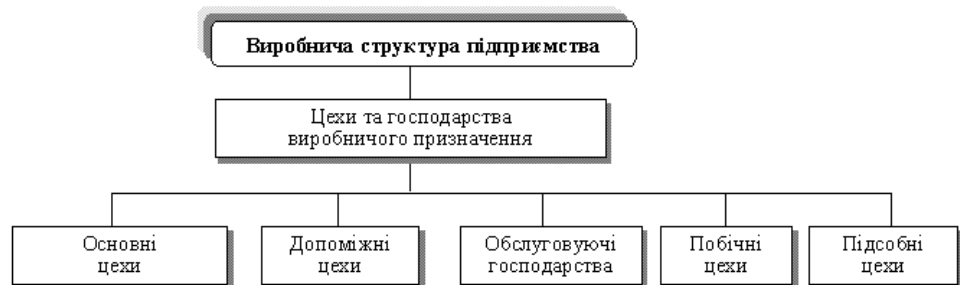 Виробнича структура підприємства
Цехи та господарства
виробничого призначення
Основні
цехи
Допоміжні
цехи
Обслуговуючі
господарства
Побічні
цехи
Підсобні
цехи